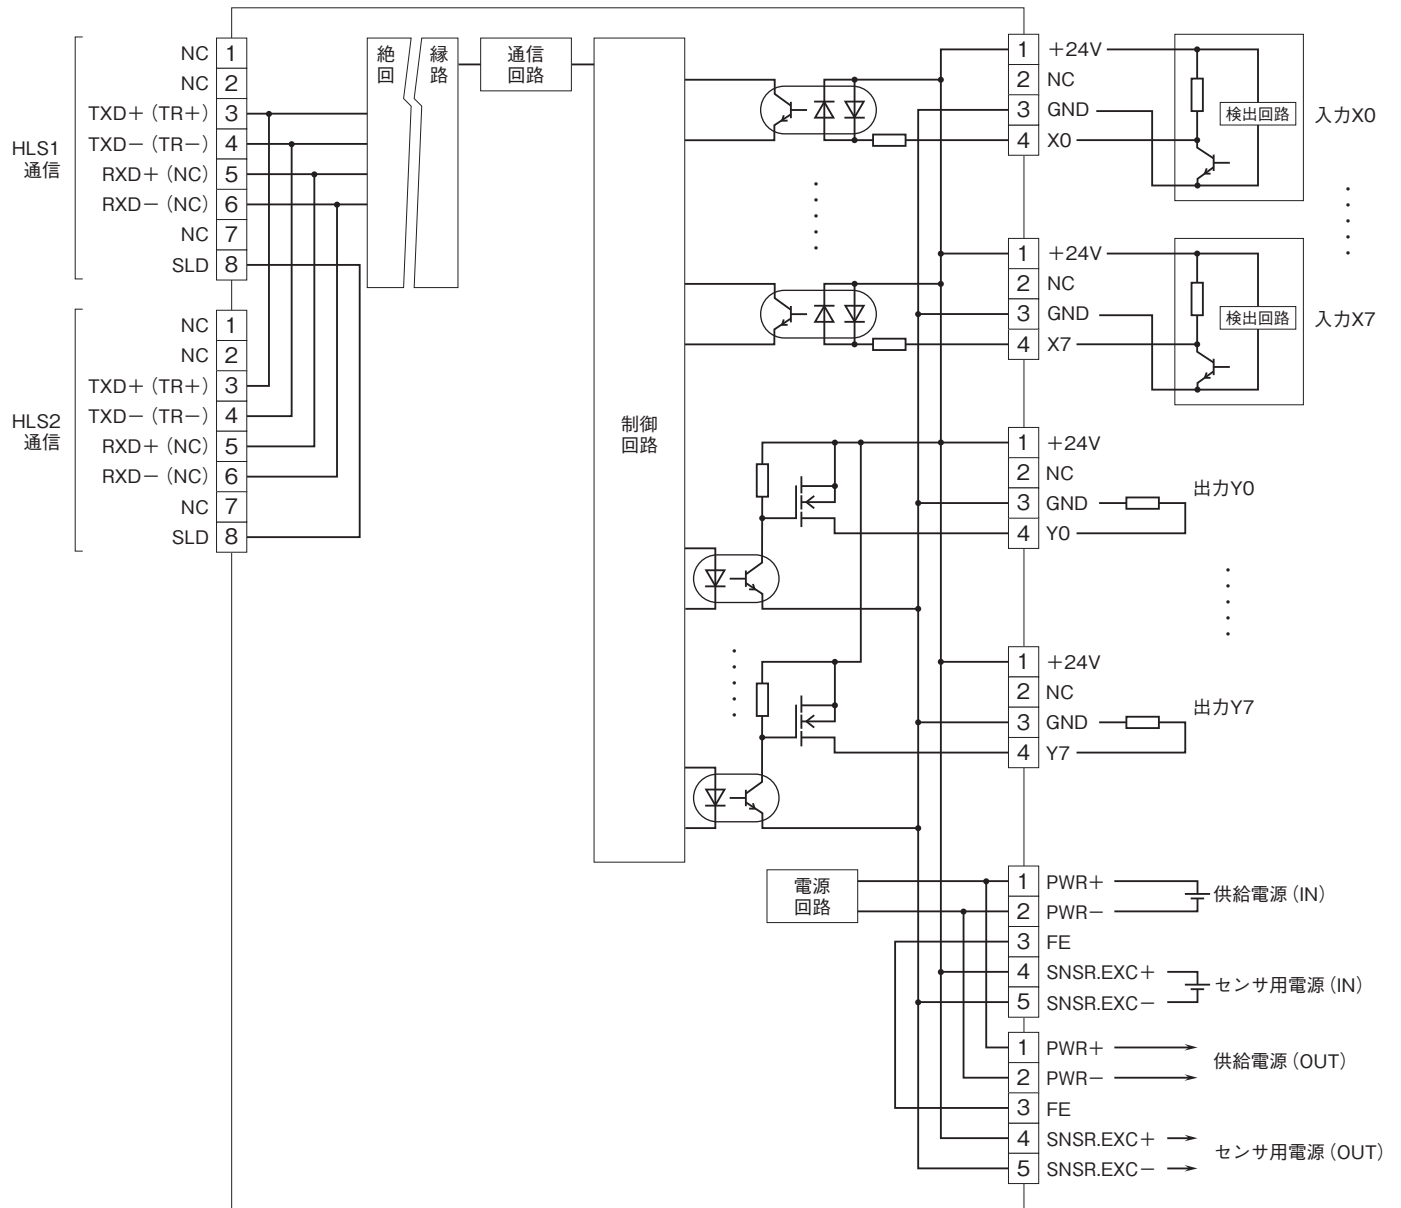 HLS1
通信
NC 1
NC 2
TXD+ (TR+) 3
TXD− (TR−) 4
RXD+ (NC) 5
RXD− (NC) 6
NC 7
SLD 8
HLS2
通信
NC 1
NC 2
TXD+ (TR+) 3
TXD− (TR−) 4
RXD+ (NC) 5
RXD− (NC) 6
NC 7
SLD 8
絶縁
回路
通信
回路
制御
回路
1 +24V
2 NC
3 GND
4 X0
検出回路
入力X0
1 +24V
2 NC
3 GND
4 X7
検出回路
入力X7
1 +24V
2 NC
3 GND
4 Y0
出力Y0
1 +24V
2 NC
3 GND
4 Y7
出力Y7
電源
回路
1 PWR+
2 PWR−
供給電源(IN)
3 FE
4 SNSR.EXC+
5 SNSR.EXC−
センサ用電源(IN)
1 PWR+
2 PWR−
供給電源(OUT)
3 FE
4 SNSR.EXC+
5 SNSR.EXC−
センサ用電源(OUT)